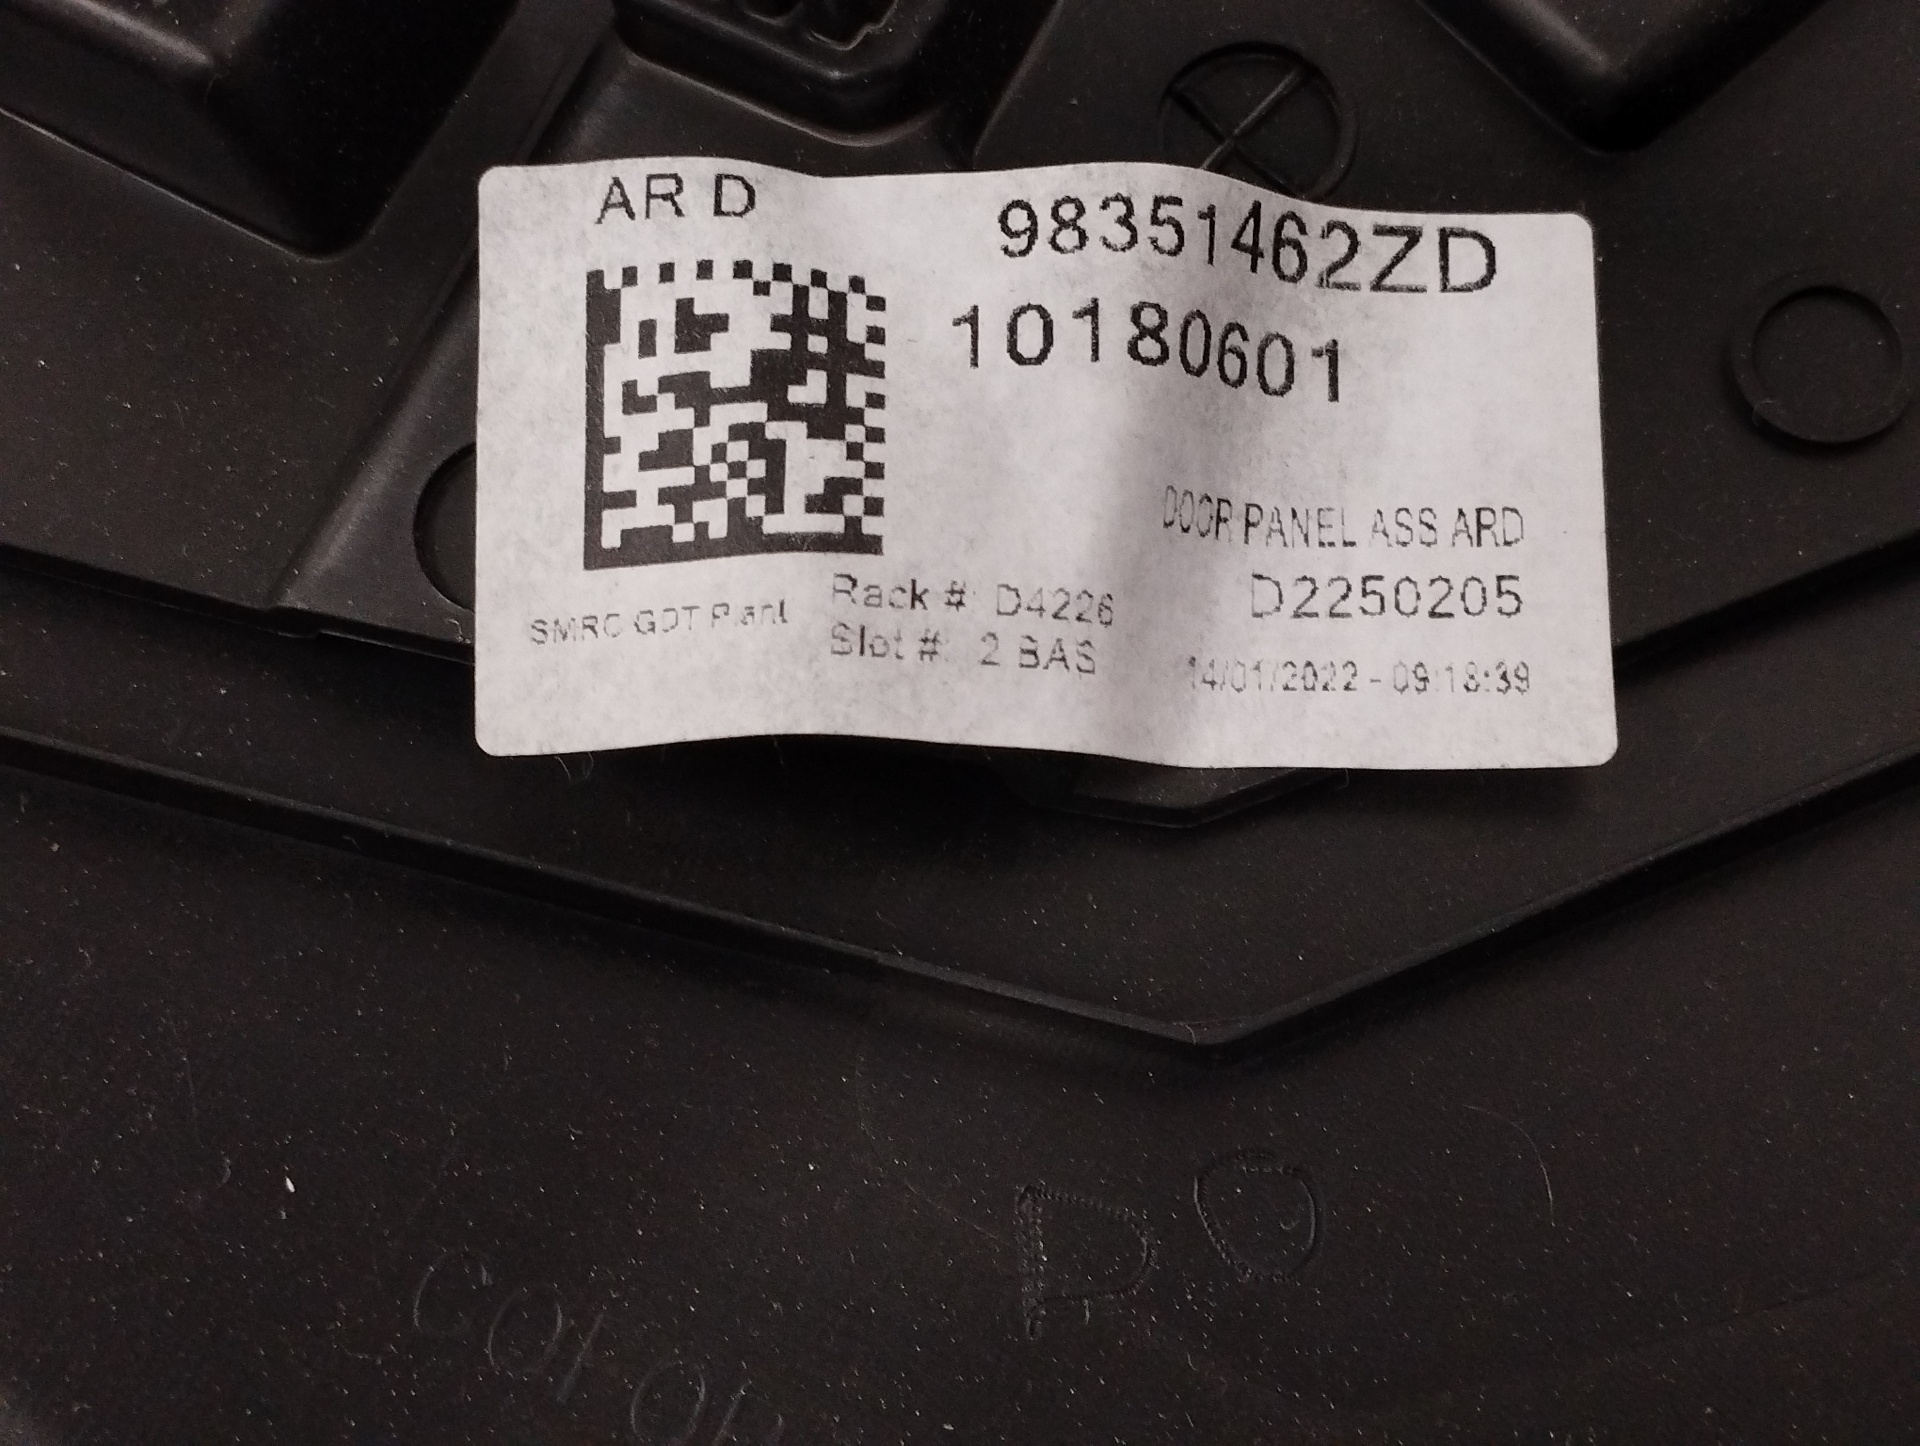 AR D
98351462ZD
10180601
DOOR PANEL ASS ARD
D2250205
SMRC GDT Plant
Rack #: D4226
Slot #: 2 BAS
14/01/2022 - 09:18:39